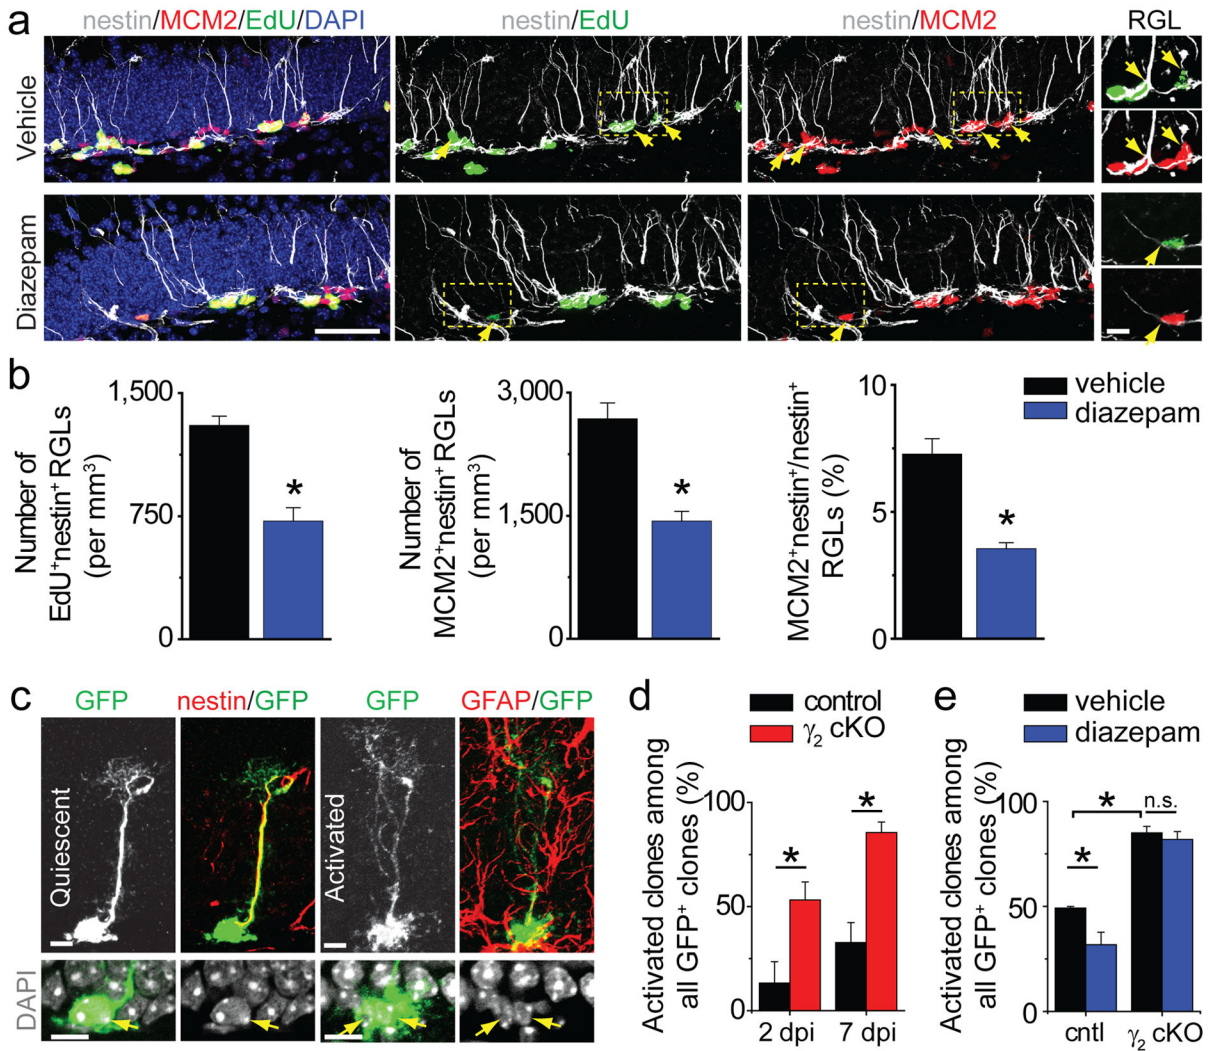 a
nestin/MCM2/EdU/DAPI
nestin/EdU
nestin/MCM2
RGL
Vehicle
Diazepam
b
Number of
EdU⁺nestin⁺ RGLs
(per mm³)
1,500
750
0
*
Number of
MCM2⁺nestin⁺ RGLs
(per mm³)
3,000
1,500
0
*
MCM2⁺nestin⁺/nestin⁺
RGLs (%)
10
5
0
*
vehicle
diazepam
c
GFP
nestin/GFP
GFP
GFAP/GFP
Quiescent
Activated
DAPI
d
control
γ₂ cKO
Activated clones among
all GFP⁺ clones (%)
100
50
0
*
*
2 dpi
7 dpi
e
vehicle
diazepam
Activated clones among
all GFP⁺ clones (%)
100
50
0
*
*
n.s.
cntl
γ₂ cKO